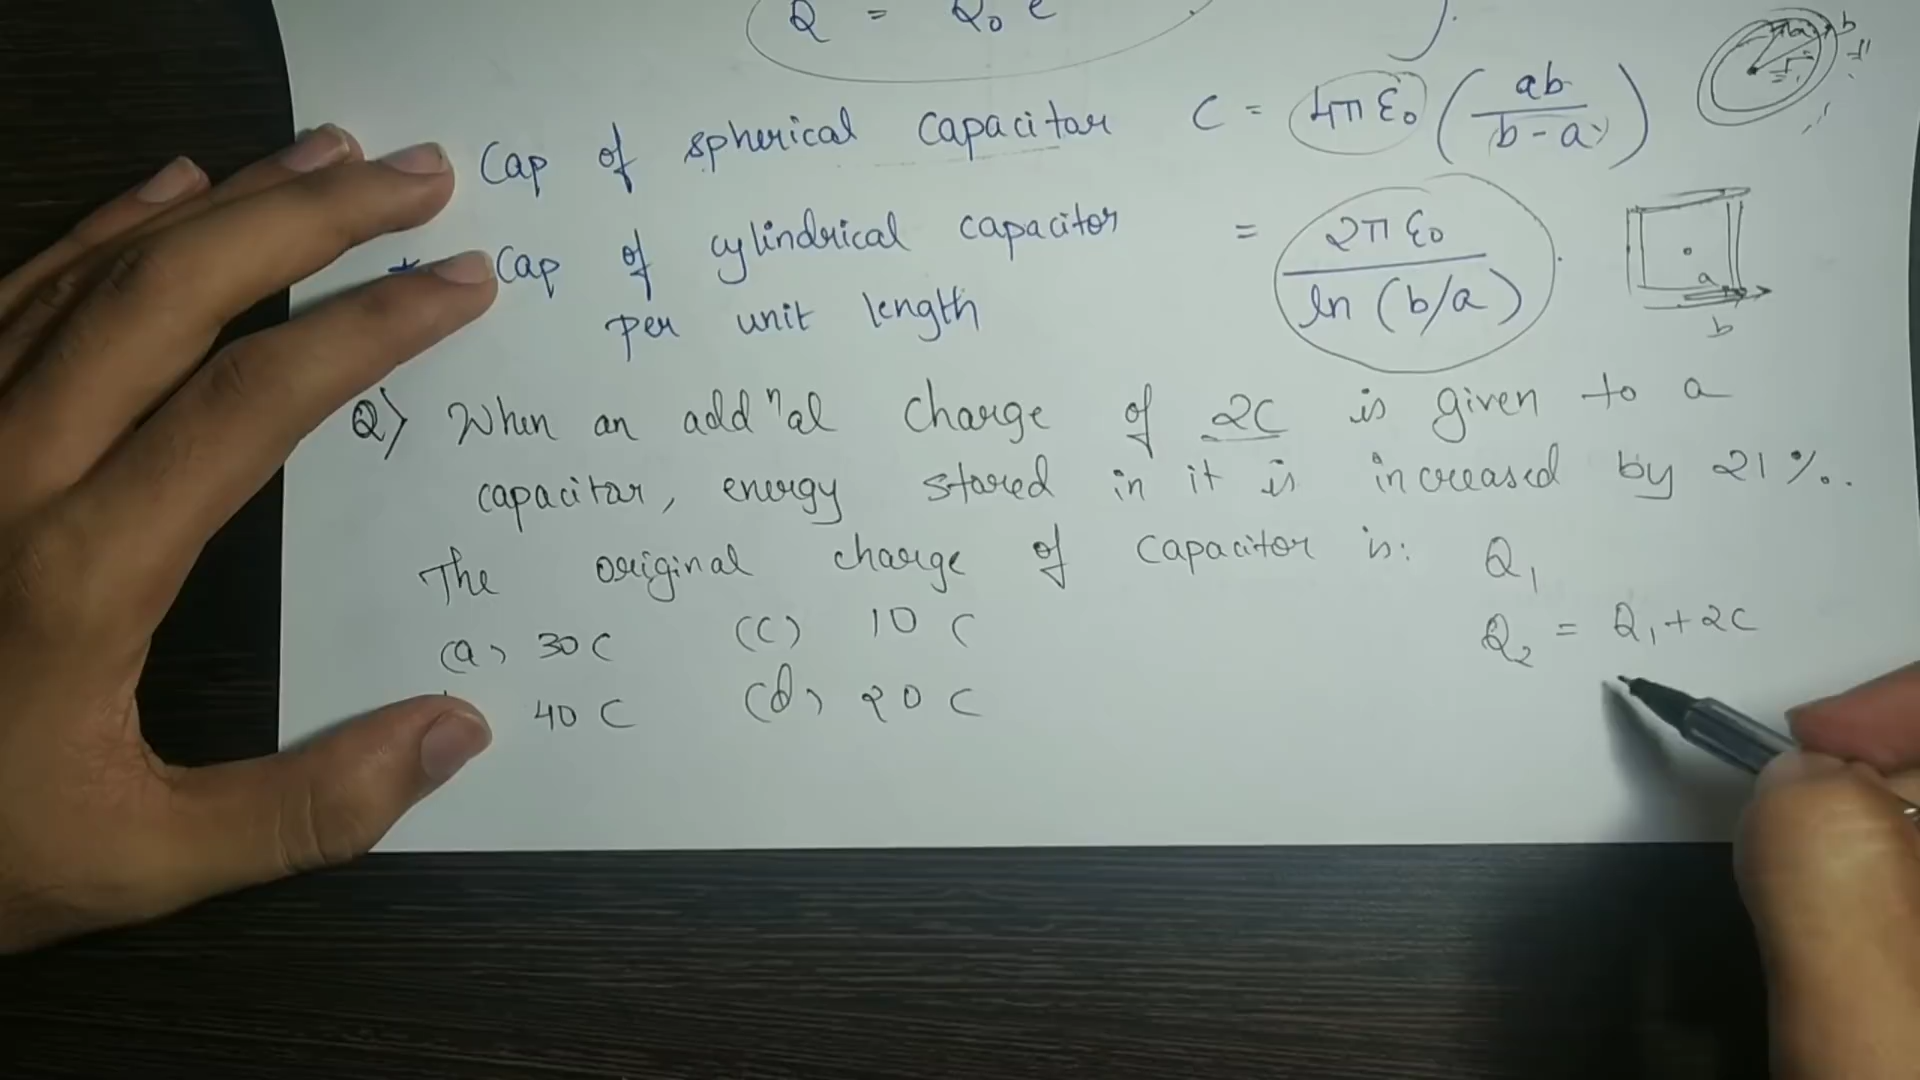 Q = Q₀ e
Cap of spherical capacitor C = 4π ε₀ ( ab / b - a )
a b
* Cap of cylindrical capacitor = 2π ε₀ / ln (b/a)
per unit length
a
b
Q) When an addⁿal charge of 2C is given to a
capacitor, energy stored in it is increased by 21%.
The original charge of capacitor is: Q₁
Q₂ = Q₁ + 2C
(a) 30 C (c) 10 C
40 C (d) 20 C